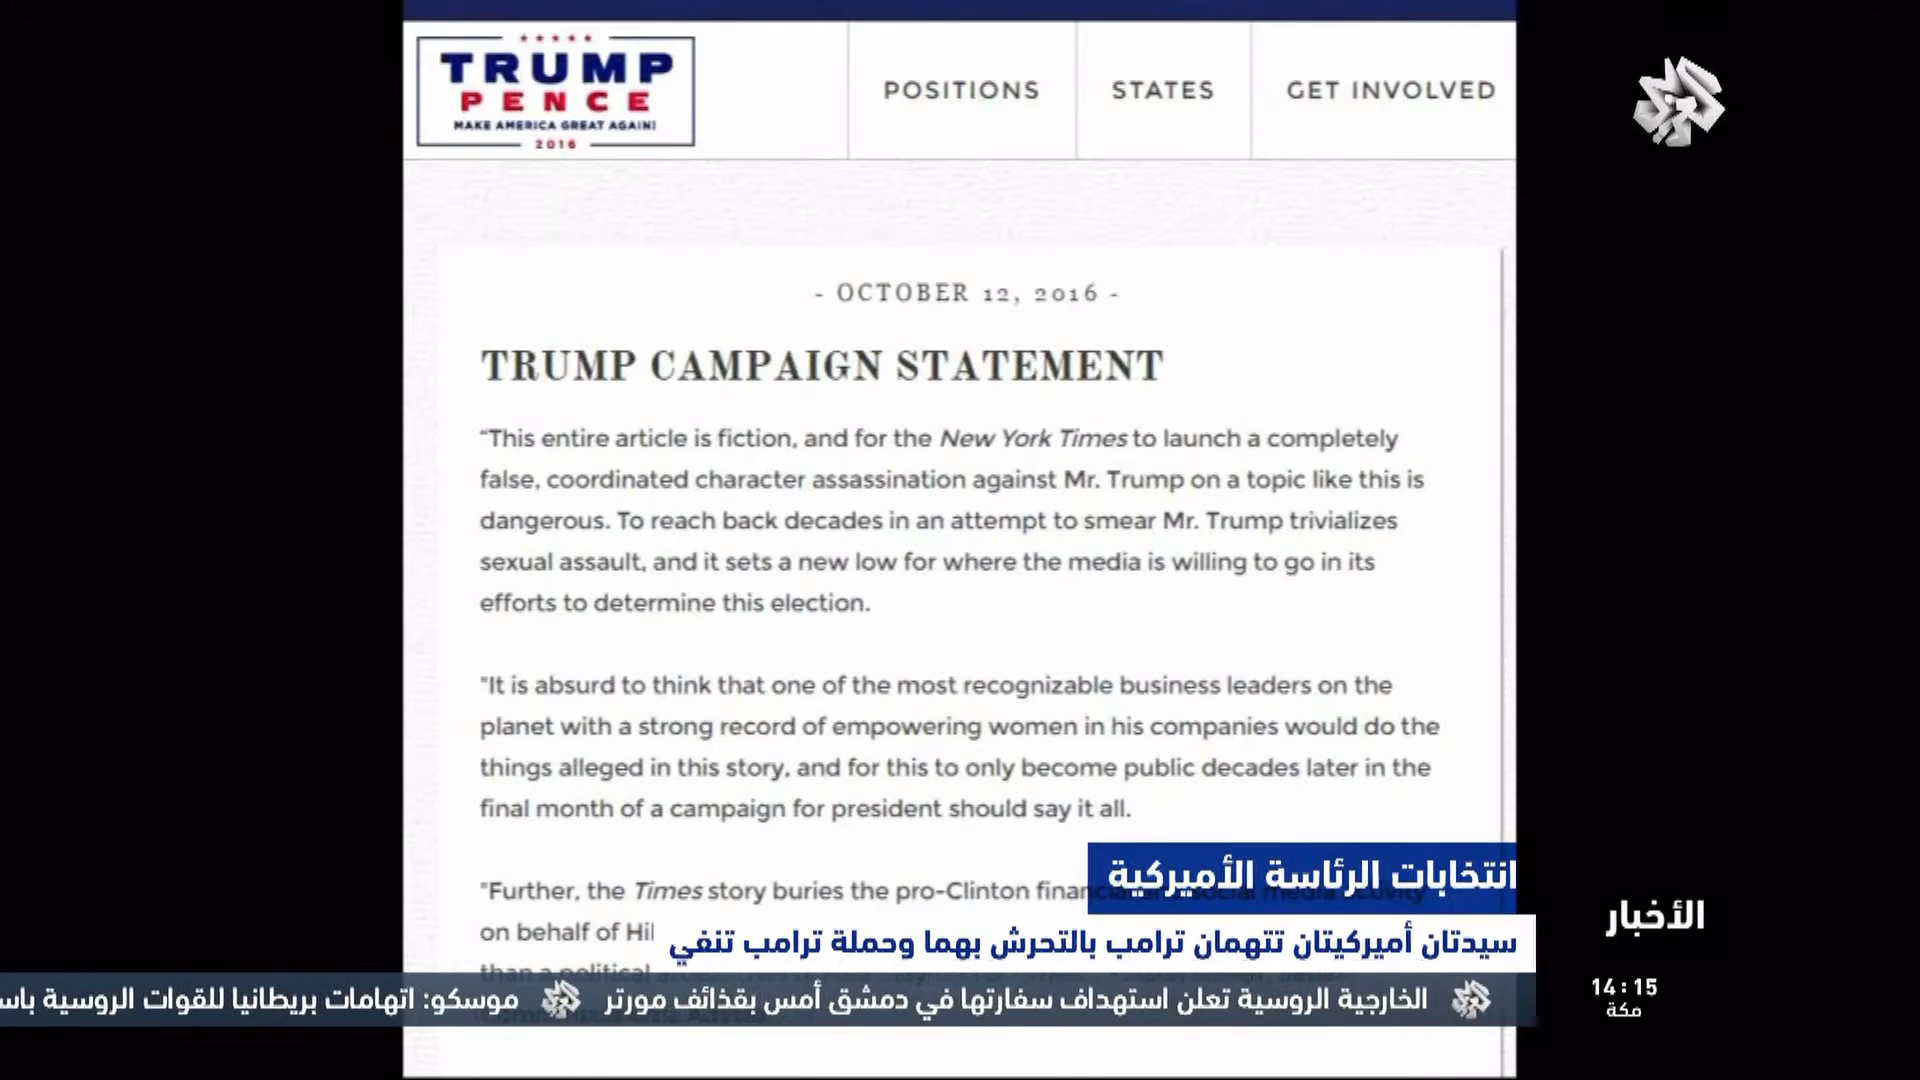 TRUMP
PENCE
MAKE AMERICA GREAT AGAIN!
2016
POSITIONS
STATES
GET INVOLVED
- OCTOBER 12, 2016 -
TRUMP CAMPAIGN STATEMENT
“This entire article is fiction, and for the New York Times to launch a completely
false, coordinated character assassination against Mr. Trump on a topic like this is
dangerous. To reach back decades in an attempt to smear Mr. Trump trivializes
sexual assault, and it sets a new low for where the media is willing to go in its
efforts to determine this election.
"It is absurd to think that one of the most recognizable business leaders on the
planet with a strong record of empowering women in his companies would do the
things alleged in this story, and for this to only become public decades later in the
final month of a campaign for president should say it all.
"Further, the Times story buries the pro-Clinton financial and social media activity
on behalf of Hil
than a political
انتخابات الرئاسة الأميركية
سيدتان أميركيتان تتهمان ترامب بالتحرش بهما وحملة ترامب تنفي
الخارجية الروسية تعلن استهداف سفارتها في دمشق أمس بقذائف مورتر
موسكو: اتهامات بريطانيا للقوات الروسية باس
الأخبار
14:15
مكة